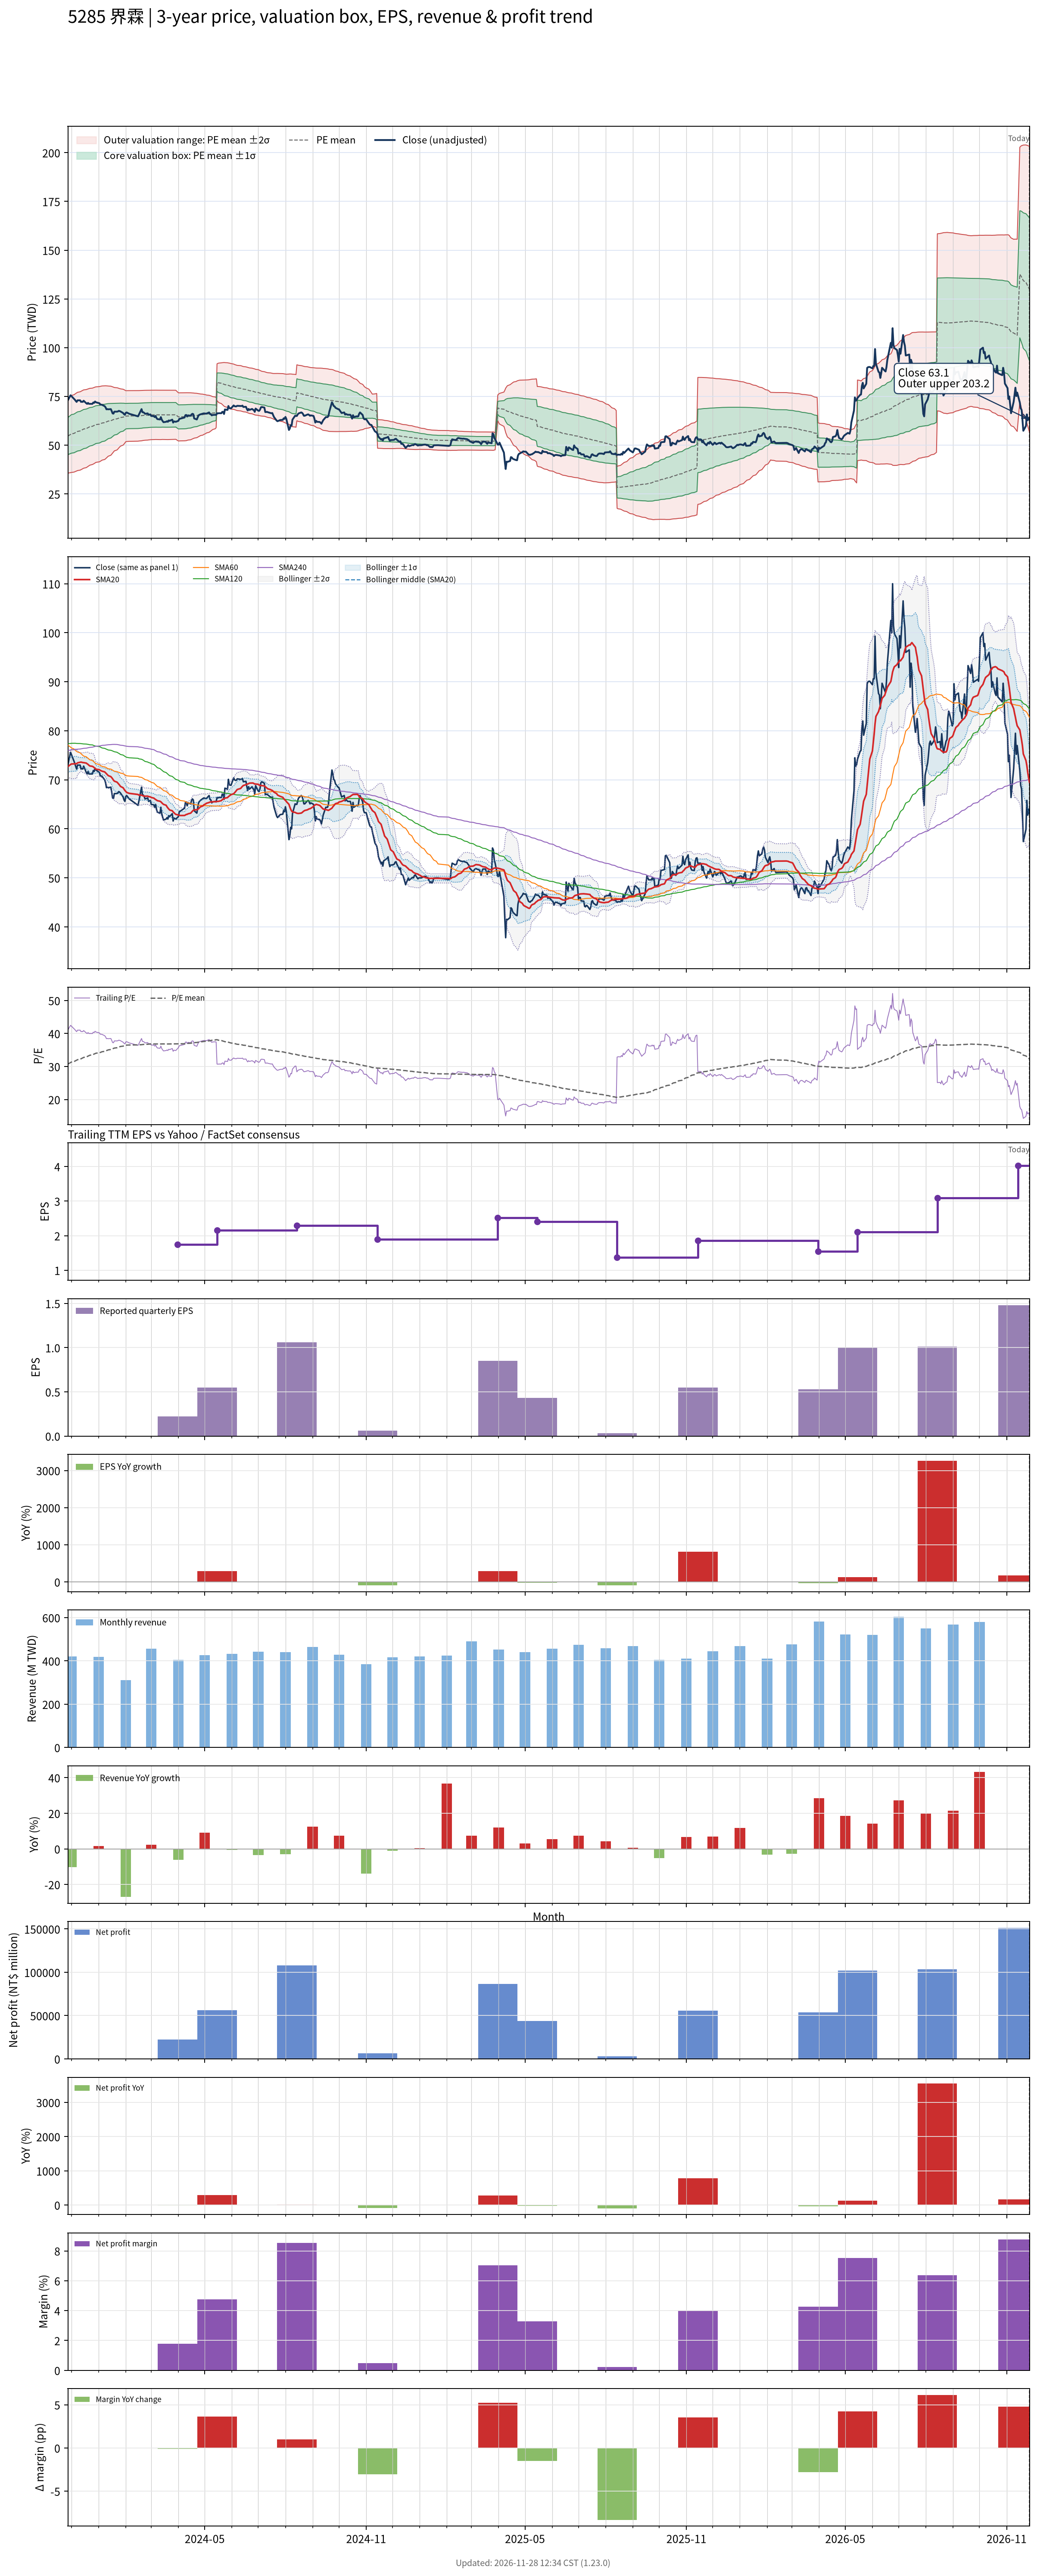 5285 界霖 | 3-year price, valuation box, EPS, revenue & profit trend
Outer valuation range: PE mean ±2σ
Core valuation box: PE mean ±1σ
PE mean
Close (unadjusted)
Today
Price (TWD)
200
175
150
125
100
75
50
25
Close 63.1
Outer upper 203.2
Close (same as panel 1)
SMA20
SMA60
SMA120
SMA240
Bollinger ±2σ
Bollinger ±1σ
Bollinger middle (SMA20)
Price
110
100
90
80
70
60
50
40
Trailing P/E
P/E mean
P/E
50
40
30
20
Trailing TTM EPS vs Yahoo / FactSet consensus
Today
EPS
4
3
2
1
Reported quarterly EPS
EPS
1.5
1.0
0.5
0.0
EPS YoY growth
YoY (%)
3000
2000
1000
0
Monthly revenue
Revenue (M TWD)
600
400
200
0
Revenue YoY growth
YoY (%)
40
20
0
-20
Month
Net profit
Net profit (NT$ million)
150000
100000
50000
0
Net profit YoY
YoY (%)
3000
2000
1000
0
Net profit margin
Margin (%)
8
6
4
2
0
Margin YoY change
Δ margin (pp)
5
0
-5
2024-05
2024-11
2025-05
2025-11
2026-05
2026-11
Updated: 2026-11-28 12:34 CST (1.23.0)